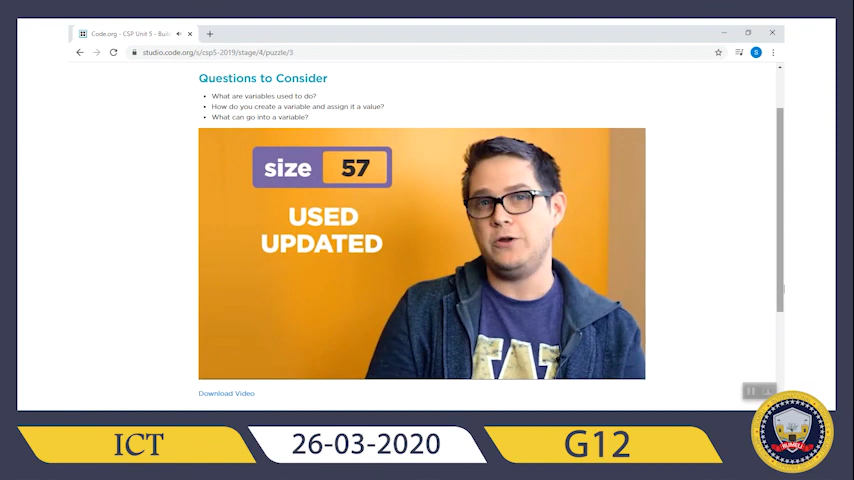 Code.org - CSP Unit 5 - Buil
studio.code.org/s/csp5-2019/stage/4/puzzle/3
S
Questions to Consider
What are variables used to do?
How do you create a variable and assign it a value?
What can go into a variable?
size 57
USED
UPDATED
Download Video
ICT
26-03-2020
G12
RUMELI